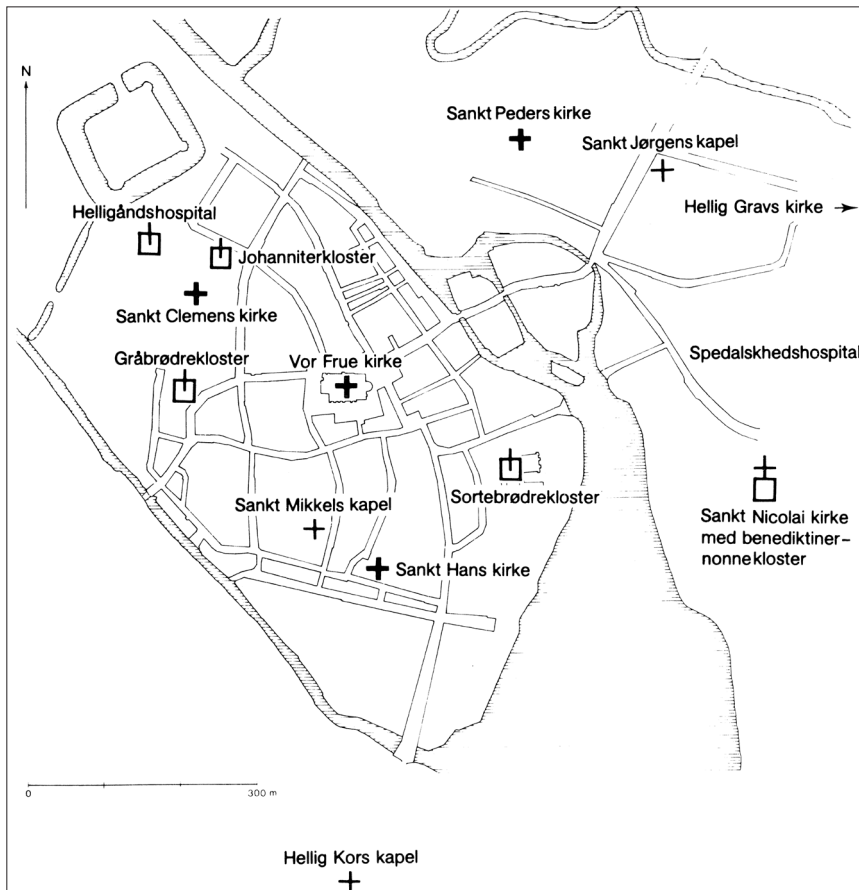 N
Sankt Peders kirke
Sankt Jørgens kapel
Hellig Gravs kirke
Helligåndshospital
Johanniterkloster
Sankt Clemens kirke
Gråbrødrekloster
Vor Frue kirke
Spedalskhedshospital
Sortebrødrekloster
Sankt Mikkels kapel
Sankt Nicolai kirke
med benediktiner-
nonnekloster
Sankt Hans kirke
0 300 m
Hellig Kors kapel